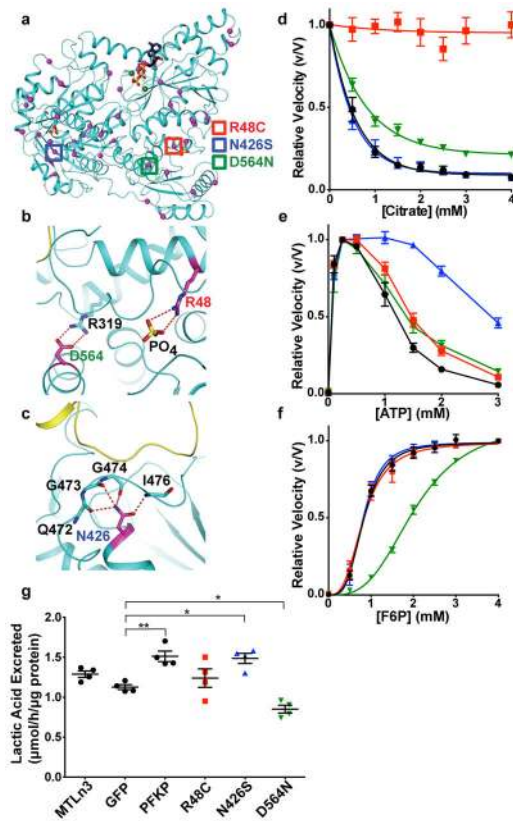 a
R48C
N426S
D564N
b
R48
R319
PO4
D564
c
G474
G473
I476
Q472
N426
d
Relative Velocity (v/V)
1.0
0.5
0.0
0 1 2 3 4
[Citrate] (mM)
e
Relative Velocity (v/V)
1.0
0.5
0.0
0 1 2 3
[ATP] (mM)
f
Relative Velocity (v/V)
1.0
0.5
0.0
0 1 2 3 4
[F6P] (mM)
g
Lactic Acid Excreted
(μmol/h/μg protein)
2.0
1.5
1.0
0.5
0.0
*
*
**
MTLn3 GFP PFKP R48C N426S D564N